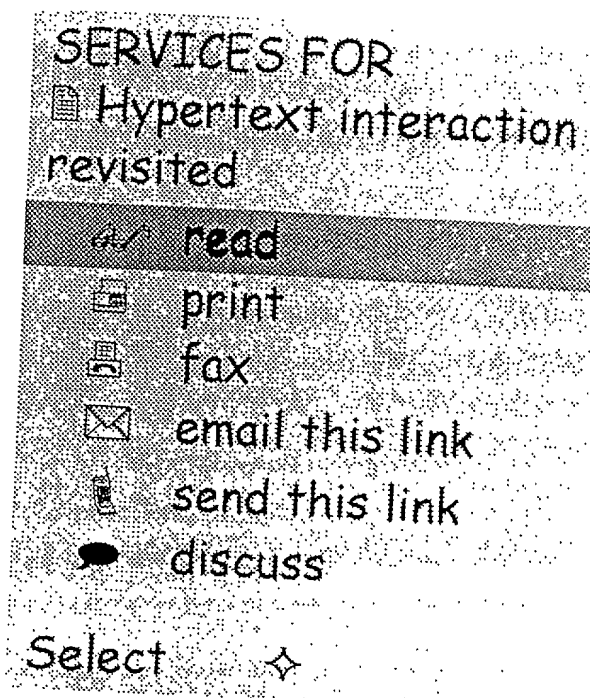 SERVICES FOR
Hypertext interaction
revisited
read
print
fax
email this link
send this link
discuss
Select